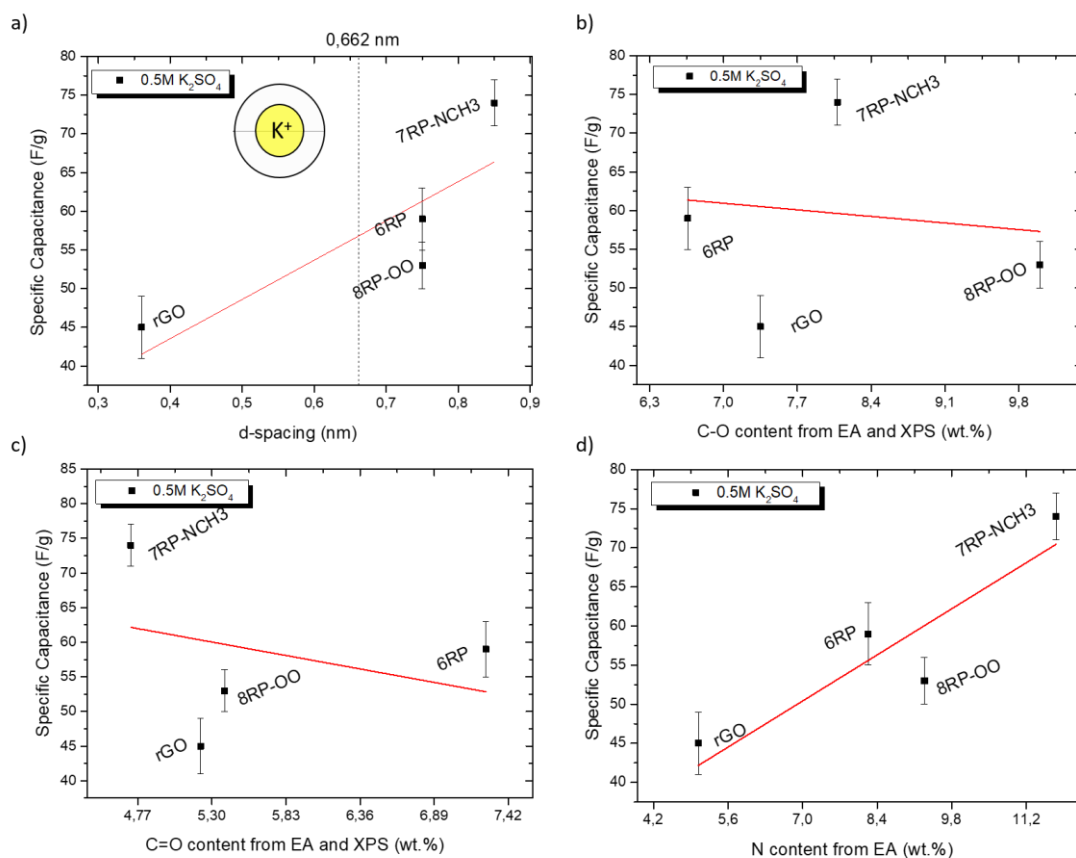 a)
0,662 nm
80
75
70
65
60
55
50
45
40
0.5M K₂SO₄
K⁺
7RP-NCH3
6RP
8RP-OO
rGO
Specific Capacitance (F/g)
0,3 0,4 0,5 0,6 0,7 0,8 0,9
d-spacing (nm)
b)
80
75
70
65
60
55
50
45
40
0.5M K₂SO₄
7RP-NCH3
6RP
8RP-OO
rGO
Specific Capacitance (F/g)
6,3 7,0 7,7 8,4 9,1 9,8
C-O content from EA and XPS (wt.%)
c)
85
80
75
70
65
60
55
50
45
40
0.5M K₂SO₄
7RP-NCH3
6RP
8RP-OO
rGO
Specific Capacitance (F/g)
4,77 5,30 5,83 6,36 6,89 7,42
C=O content from EA and XPS (wt.%)
d)
80
75
70
65
60
55
50
45
40
0.5M K₂SO₄
7RP-NCH3
6RP
8RP-OO
rGO
Specific Capacitance (F/g)
4,2 5,6 7,0 8,4 9,8 11,2
N content from EA (wt.%)